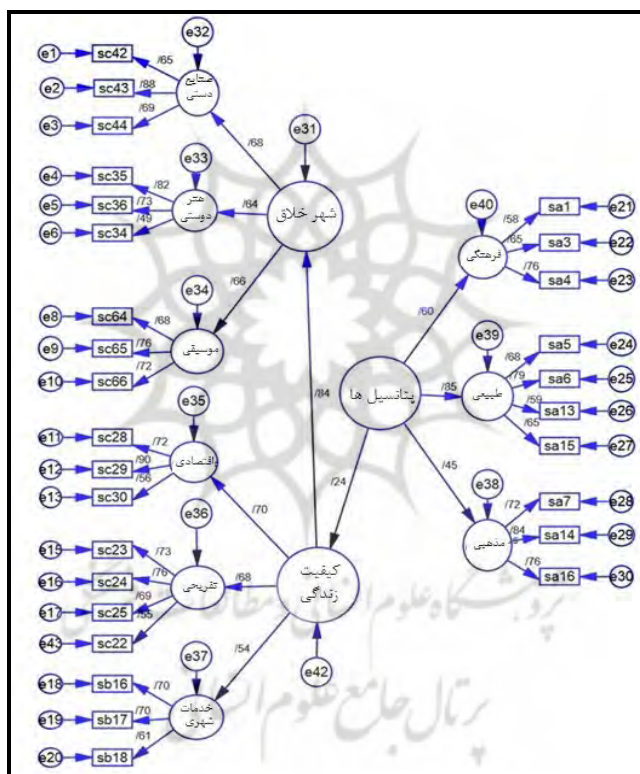 e32
e1
sc42
/65
صنایع
دستی
e2
sc43
/88
e3
sc44
/69
/68
e31
e33
e4
sc35
/82
هنر
دوستی
e5
sc36
/73
e6
sc34
/49
/64
شهر خلاق
/66
e34
e8
sc64
/68
موسیقی
e9
sc65
/76
e10
sc66
/72
e35
e11
sc28
/72
اقتصادی
e12
sc29
/90
e13
sc30
/56
/70
e36
e15
sc23
/73
تفریحی
e16
sc24
/76
e17
sc25
/69
e43
sc22
/55
/68
کیفیت
زندگی
/54
e42
e37
e18
sb16
/70
خدمات
شهری
e19
sb17
/70
e20
sb18
/61
/84
/24
پتانسیل ها
/60
/85
/45
e40
فرهنگی
/58
sa1
e21
/65
sa3
e22
/76
sa4
e23
e39
طبیعی
/68
sa5
e24
/79
sa6
e25
/59
sa13
e26
/65
sa15
e27
e38
مذهبی
/72
sa7
e28
/84
sa14
e29
/76
sa16
e30
پرتال جامع علوم انسانی